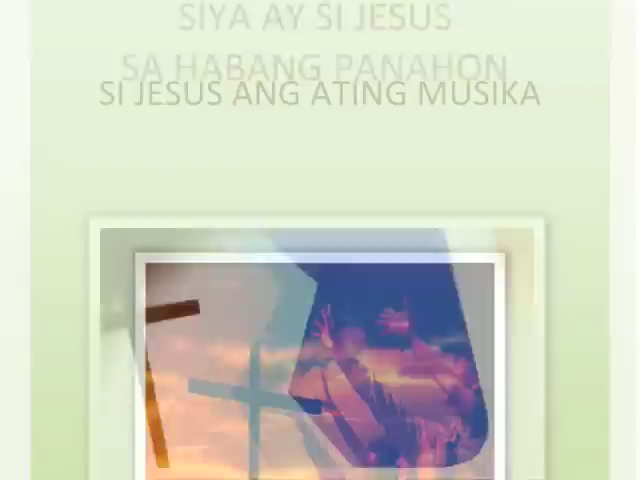 SIYA AY SI JESUS
SA HABANG PANAHON
SI JESUS ANG ATING MUSIKA